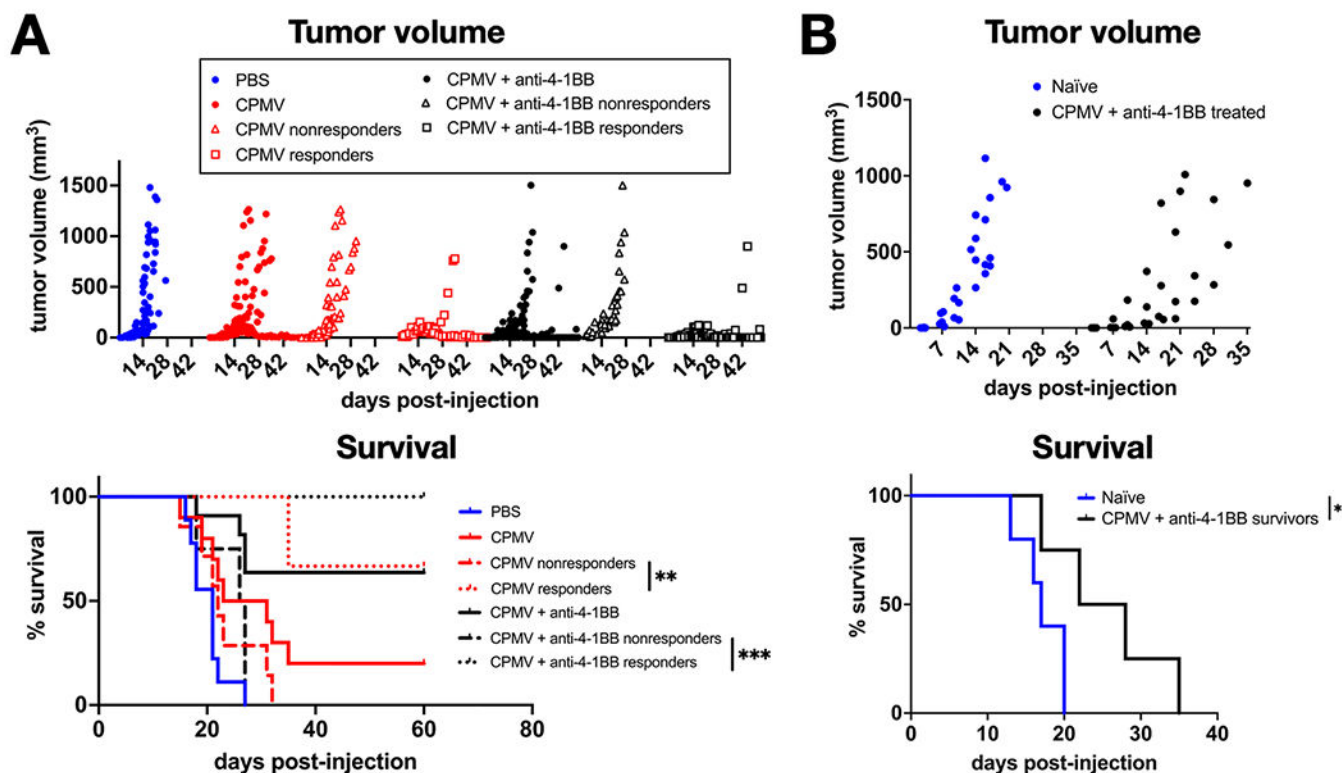 A
Tumor volume
PBS
CPMV
CPMV nonresponders
CPMV responders
CPMV + anti-4-1BB
CPMV + anti-4-1BB nonresponders
CPMV + anti-4-1BB responders
tumor volume (mm³)
1500
1000
500
0
14 28 42 14 28 42 14 28 42 14 28 42 14 28 42 14 28 42 14 28 42
days post-injection
Survival
% survival
100
50
0
0 20 40 60 80
days post-injection
PBS
CPMV
CPMV nonresponders
CPMV responders
**
CPMV + anti-4-1BB
CPMV + anti-4-1BB nonresponders
CPMV + anti-4-1BB responders
***
B
Tumor volume
Naïve
CPMV + anti-4-1BB treated
tumor volume (mm³)
1500
1000
500
0
7 14 21 28 35 7 14 21 28 35
days post-injection
Survival
Naïve
CPMV + anti-4-1BB survivors
*
% survival
100
50
0
0 10 20 30 40
days post-injection